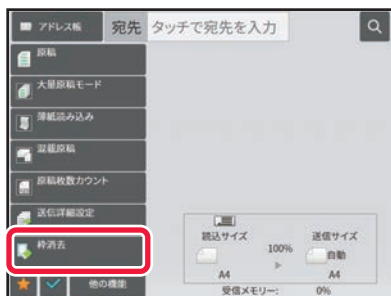 アドレス帳
宛先
タッチで宛先を入力
原稿
大量原稿モード
薄紙読み込み
混載原稿
原稿枚数カウント
送信詳細設定
枠消去
他の機能
読込サイズ
100%
送信サイズ
自動
A4
A4
受信メモリー: 0%